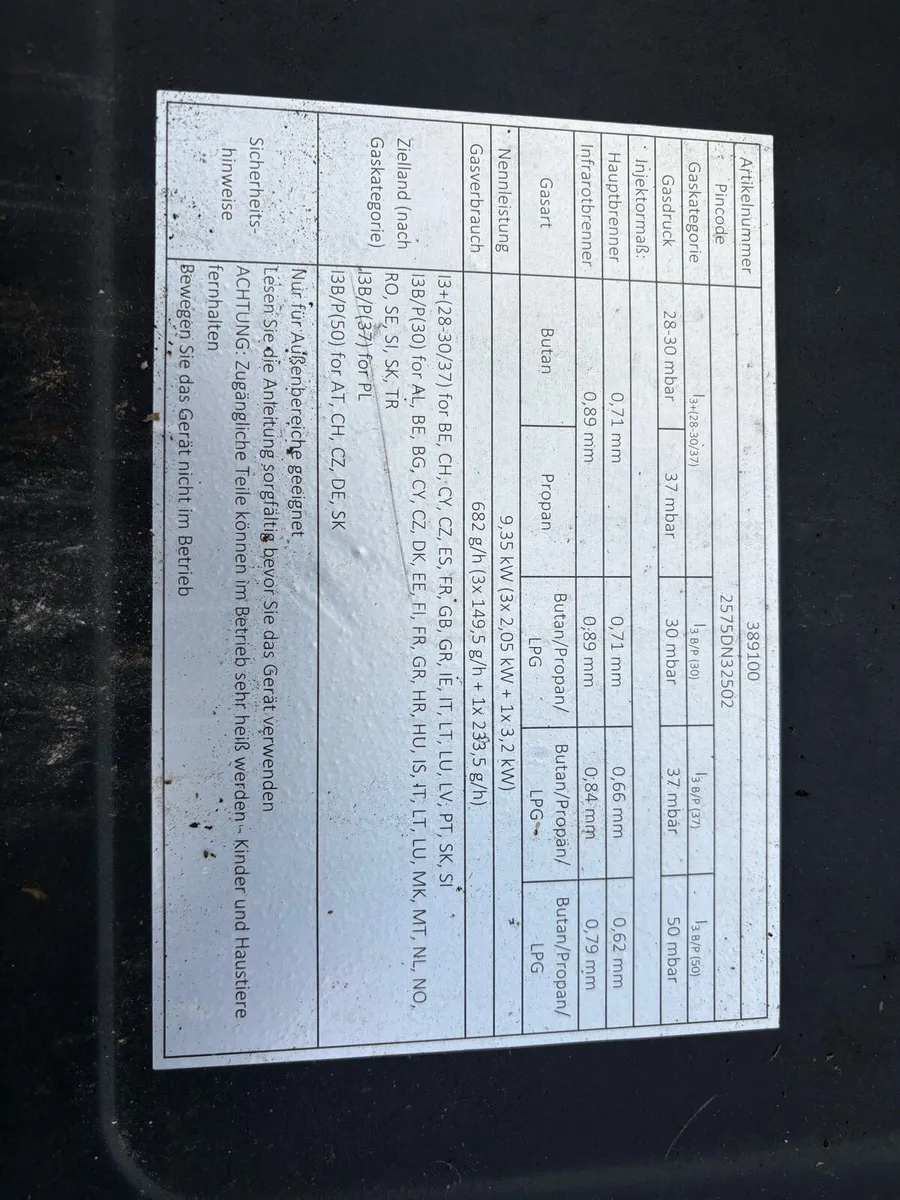 Artikelnummer 389100
Pincode 2575DN32502
Gaskategorie I3+(28-30/37) I3 B/P (30) I3 B/P (37) I3 B/P (50)
Gasdruck 28-30 mbar 37 mbar 30 mbar 37 mbar 50 mbar
Injektormaß:
Hauptbrenner 0,71 mm 0,71 mm 0,66 mm 0,62 mm
Infrarotbrenner 0,89 mm 0,89 mm 0,84 mm 0,79 mm
Gasart Butan Propan Butan/Propan/ Butan/Propan/ Butan/Propan/
LPG LPG LPG
Nennleistung 9,35 kW (3x 2,05 kW + 1x 3,2 kW)
Gasverbrauch 682 g/h (3x 149,5 g/h + 1x 233,5 g/h)
Zielland (nach
Gaskategorie)
I3+(28-30/37) for BE, CH, CY, CZ, ES, FR, GB, GR, IE, IT, LT, LU, LV, PT, SK, SI
I3B/P(30) for AL, BE, BG, CY, CZ, DK, EE, FI, FR, GR, HR, HU, IS, IT, LT, LU, MK, MT, NL, NO,
RO, SE, SI, SK, TR
I3B/P(37) for PL
I3B/P(50) for AT, CH, CZ, DE, SK
Sicherheits-
hinweise
Nur für Außenbereiche geeignet
Lesen Sie die Anleitung sorgfältig bevor Sie das Gerät verwenden
ACHTUNG: Zugängliche Teile können im Betrieb sehr heiß werden - Kinder und Haustiere
fernhalten
Bewegen Sie das Gerät nicht im Betrieb